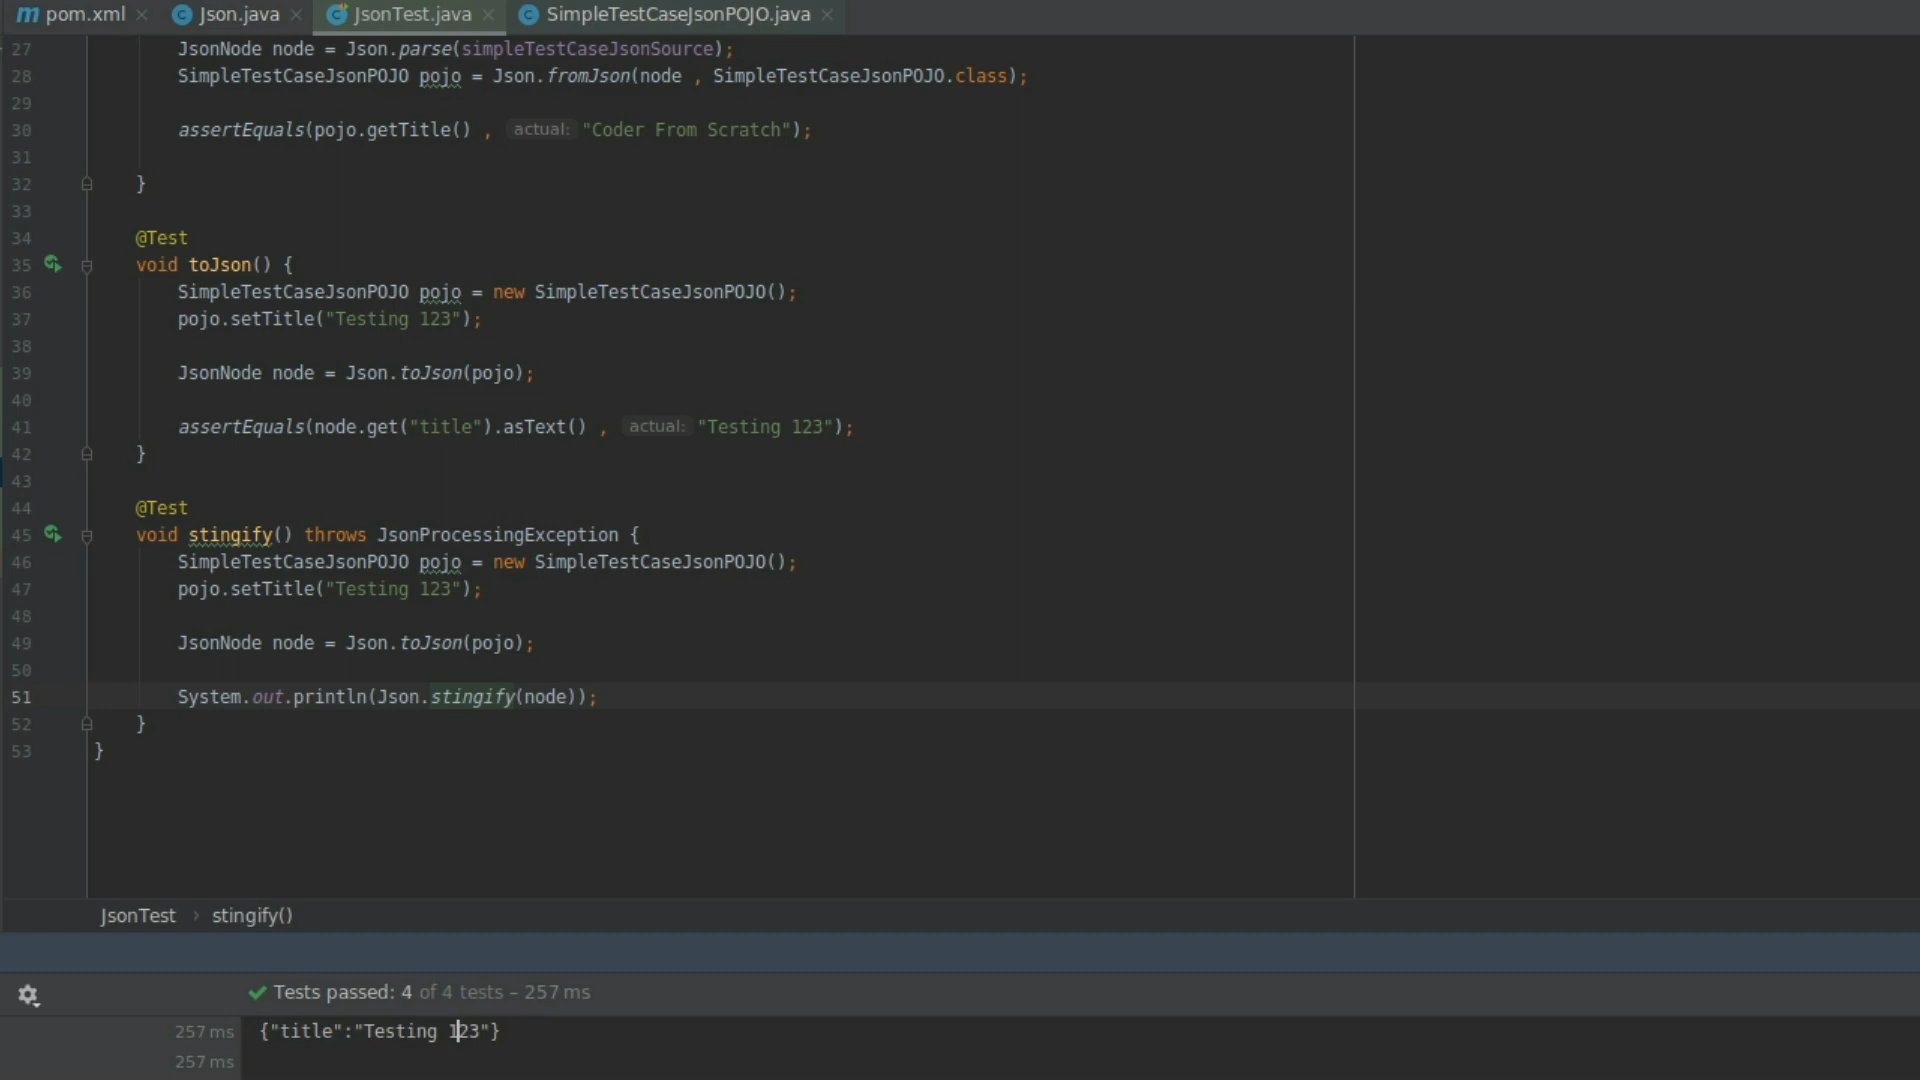 pom.xml Json.java JsonTest.java SimpleTestCaseJsonPOJO.java
27 JsonNode node = Json.parse(simpleTestCaseJsonSource);
28 SimpleTestCaseJsonPOJO pojo = Json.fromJson(node , SimpleTestCaseJsonPOJO.class);
29
30 assertEquals(pojo.getTitle() , actual: "Coder From Scratch");
31
32 }
33
34 @Test
35 void toJson() {
36 SimpleTestCaseJsonPOJO pojo = new SimpleTestCaseJsonPOJO();
37 pojo.setTitle("Testing 123");
38
39 JsonNode node = Json.toJson(pojo);
40
41 assertEquals(node.get("title").asText() , actual: "Testing 123");
42 }
43
44 @Test
45 void stingify() throws JsonProcessingException {
46 SimpleTestCaseJsonPOJO pojo = new SimpleTestCaseJsonPOJO();
47 pojo.setTitle("Testing 123");
48
49 JsonNode node = Json.toJson(pojo);
50
51 System.out.println(Json.stingify(node));
52 }
53 }
JsonTest › stingify()
Tests passed: 4 of 4 tests – 257 ms
257 ms {"title":"Testing 123"}
257 ms